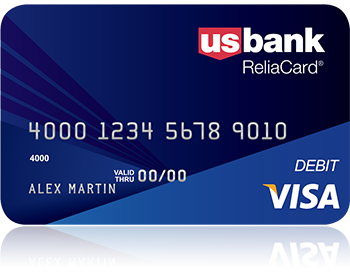 usbank
ReliaCard®
4000 1234 5678 9010
4000
VALID THRU 00/00
DEBIT
ALEX MARTIN
VISA